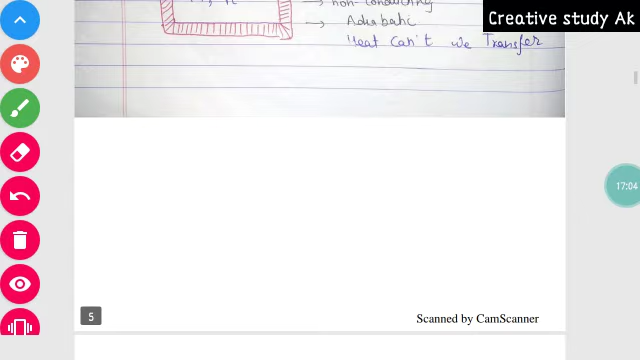 Creative study Ak
→ non-conducting
→ Adiabatic
Heat Can't we Transfer
17:04
5
Scanned by CamScanner